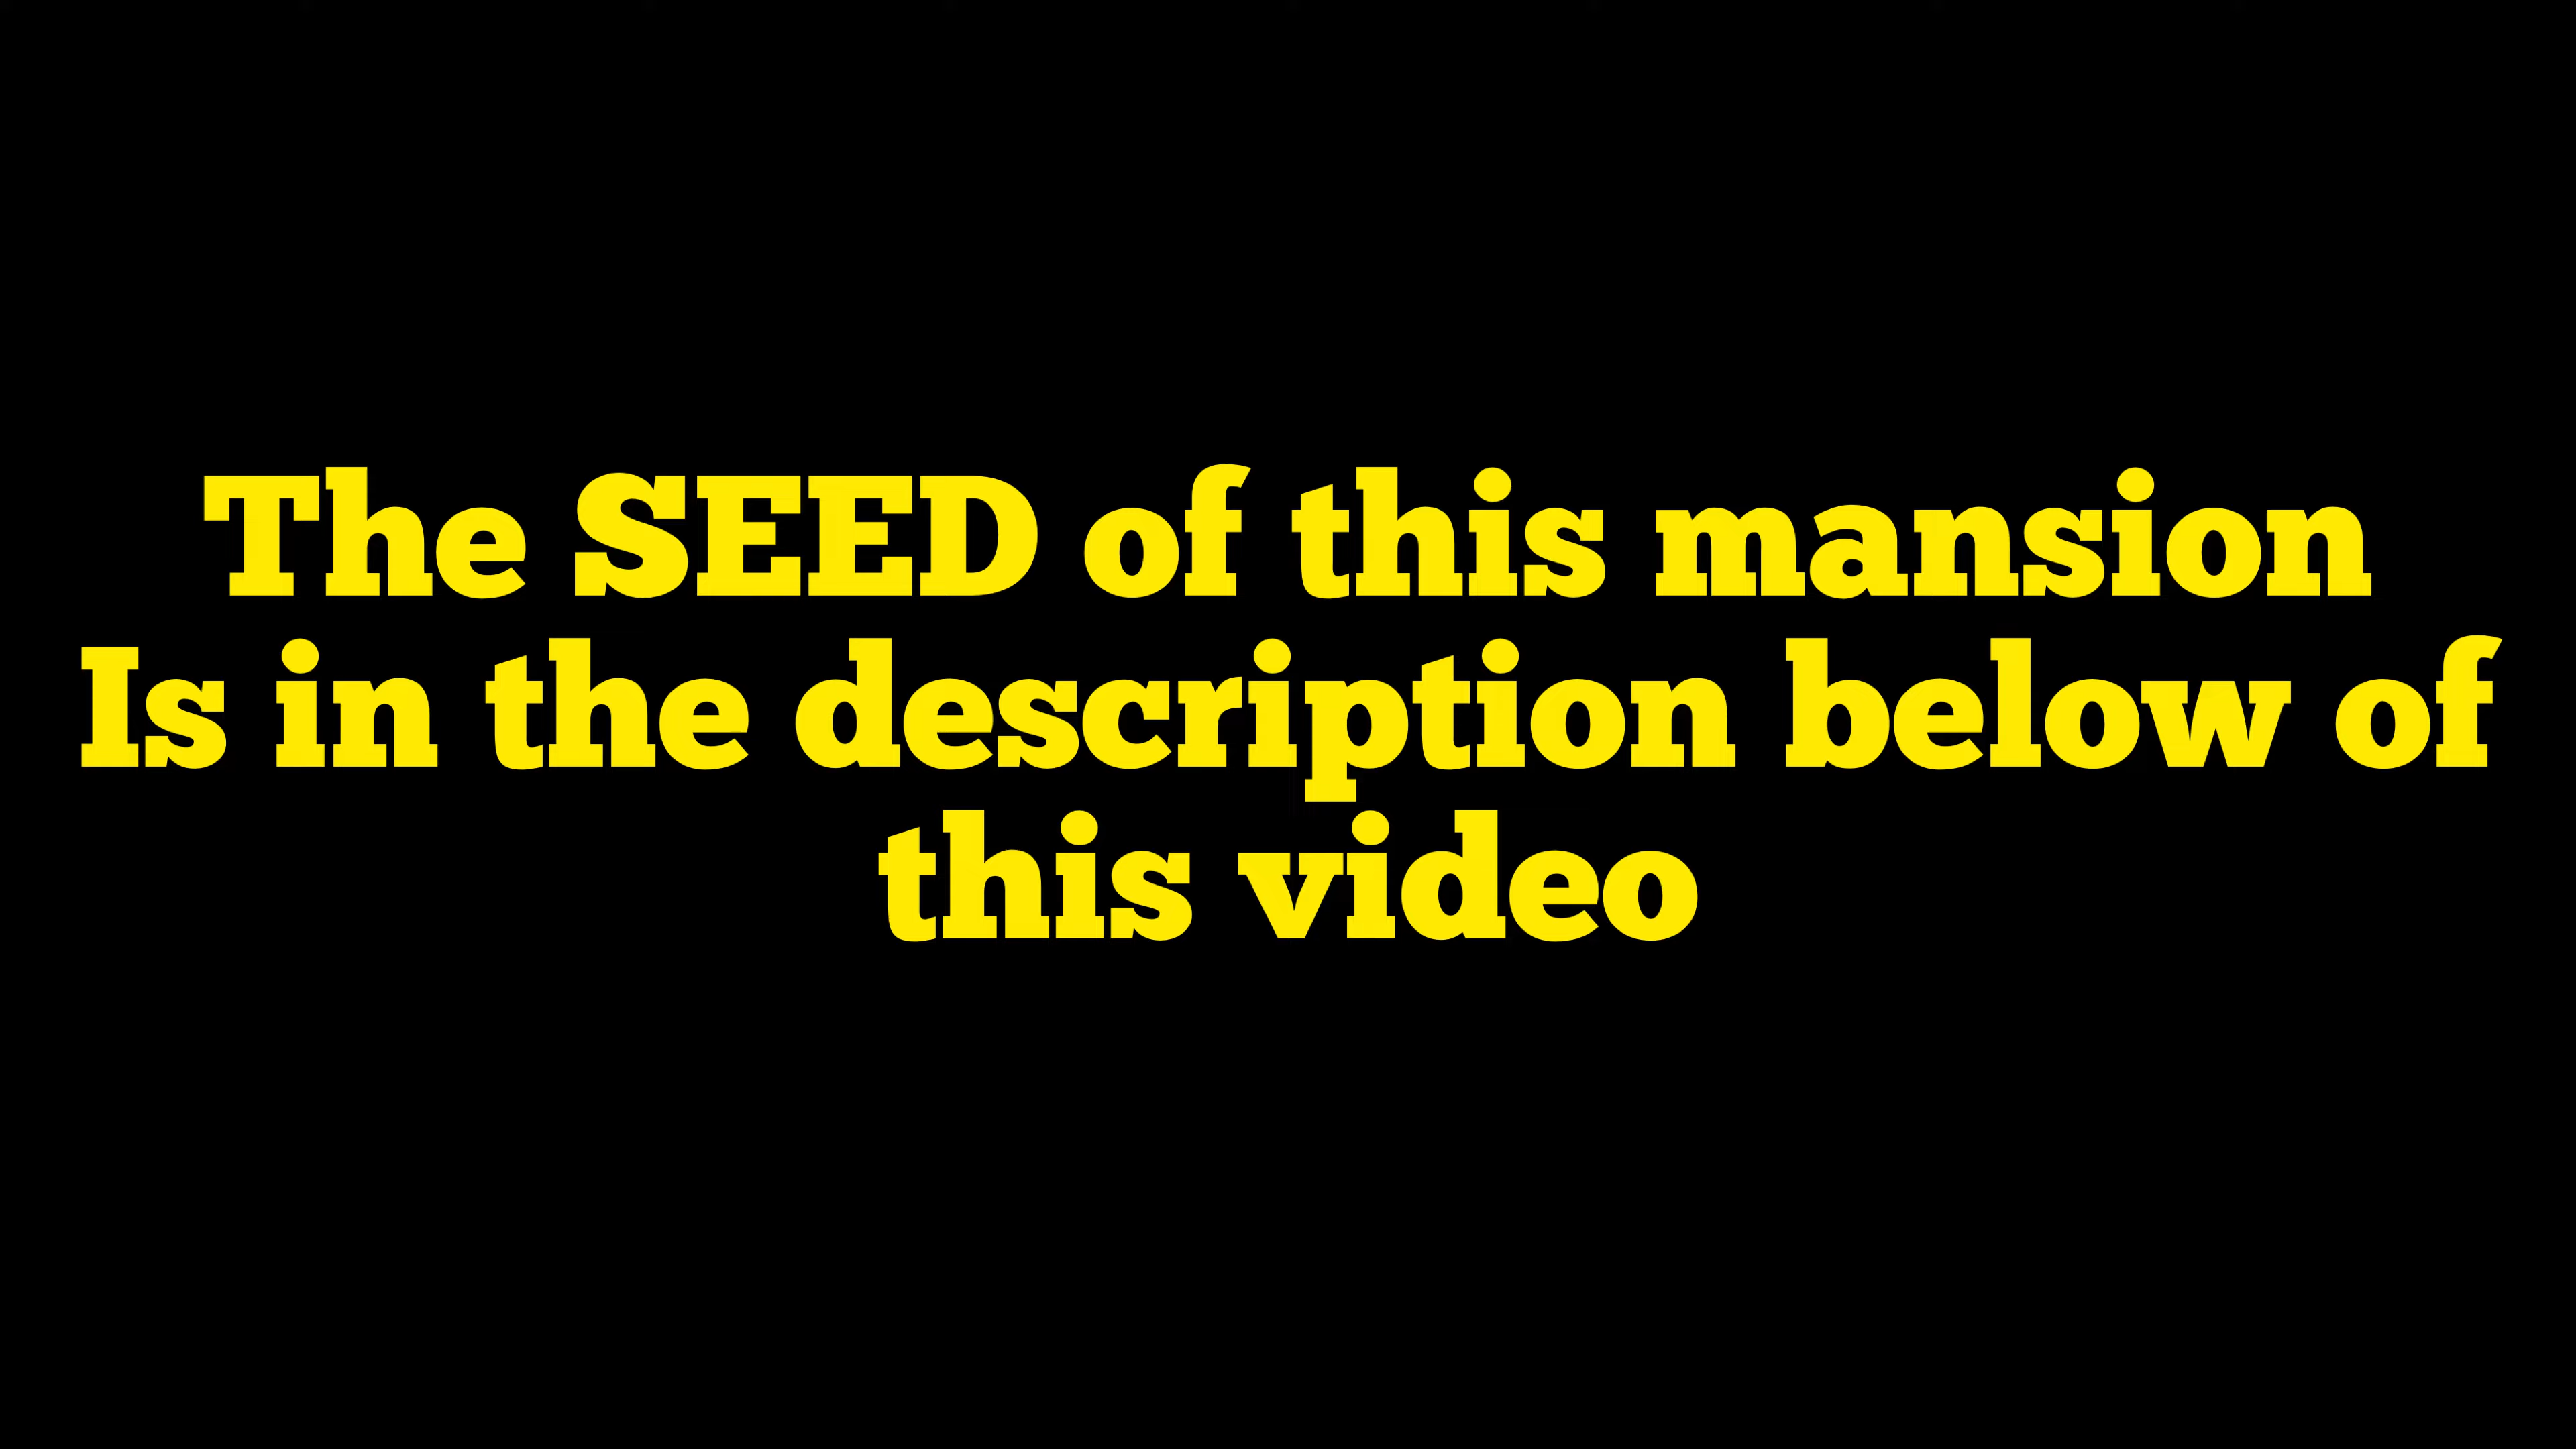 The SEED of this mansion
Is in the description below of
this video